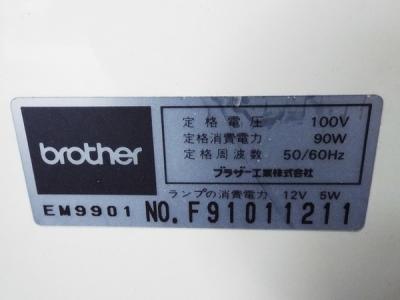 brother
定格電圧 100V
定格消費電力 90W
定格周波数 50/60Hz
ブラザー工業株式会社
ランプの消費電力 12V 5W
EM9901 NO.F91011211